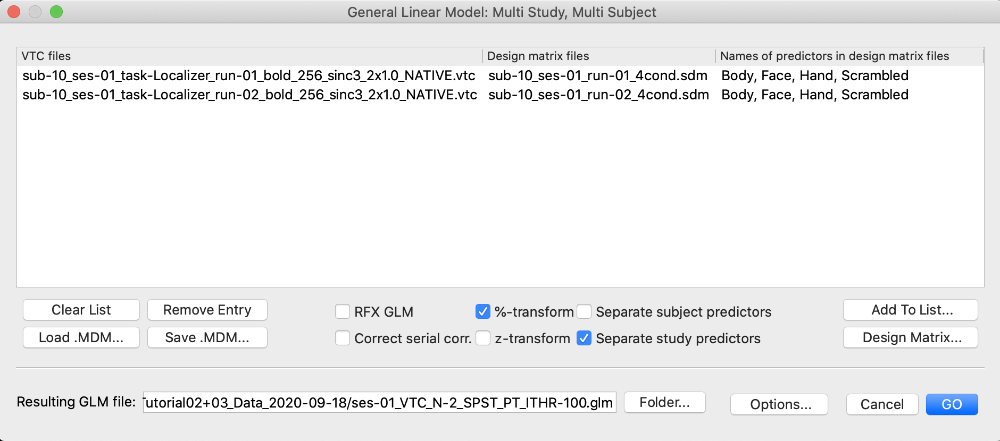 General Linear Model: Multi Study, Multi Subject
VTC files Design matrix files Names of predictors in design matrix files
sub-10_ses-01_task-Localizer_run-01_bold_256_sinc3_2x1.0_NATIVE.vtc sub-10_ses-01_run-01_4cond.sdm Body, Face, Hand, Scrambled
sub-10_ses-01_task-Localizer_run-02_bold_256_sinc3_2x1.0_NATIVE.vtc sub-10_ses-01_run-02_4cond.sdm Body, Face, Hand, Scrambled
Clear List Remove Entry RFX GLM %-transform Separate subject predictors Add To List...
Load .MDM... Save .MDM... Correct serial corr. z-transform Separate study predictors Design Matrix...
Resulting GLM file: Tutorial02+03_Data_2020-09-18/ses-01_VTC_N-2_SPST_PT_ITHR-100.glm Folder... Options... Cancel GO